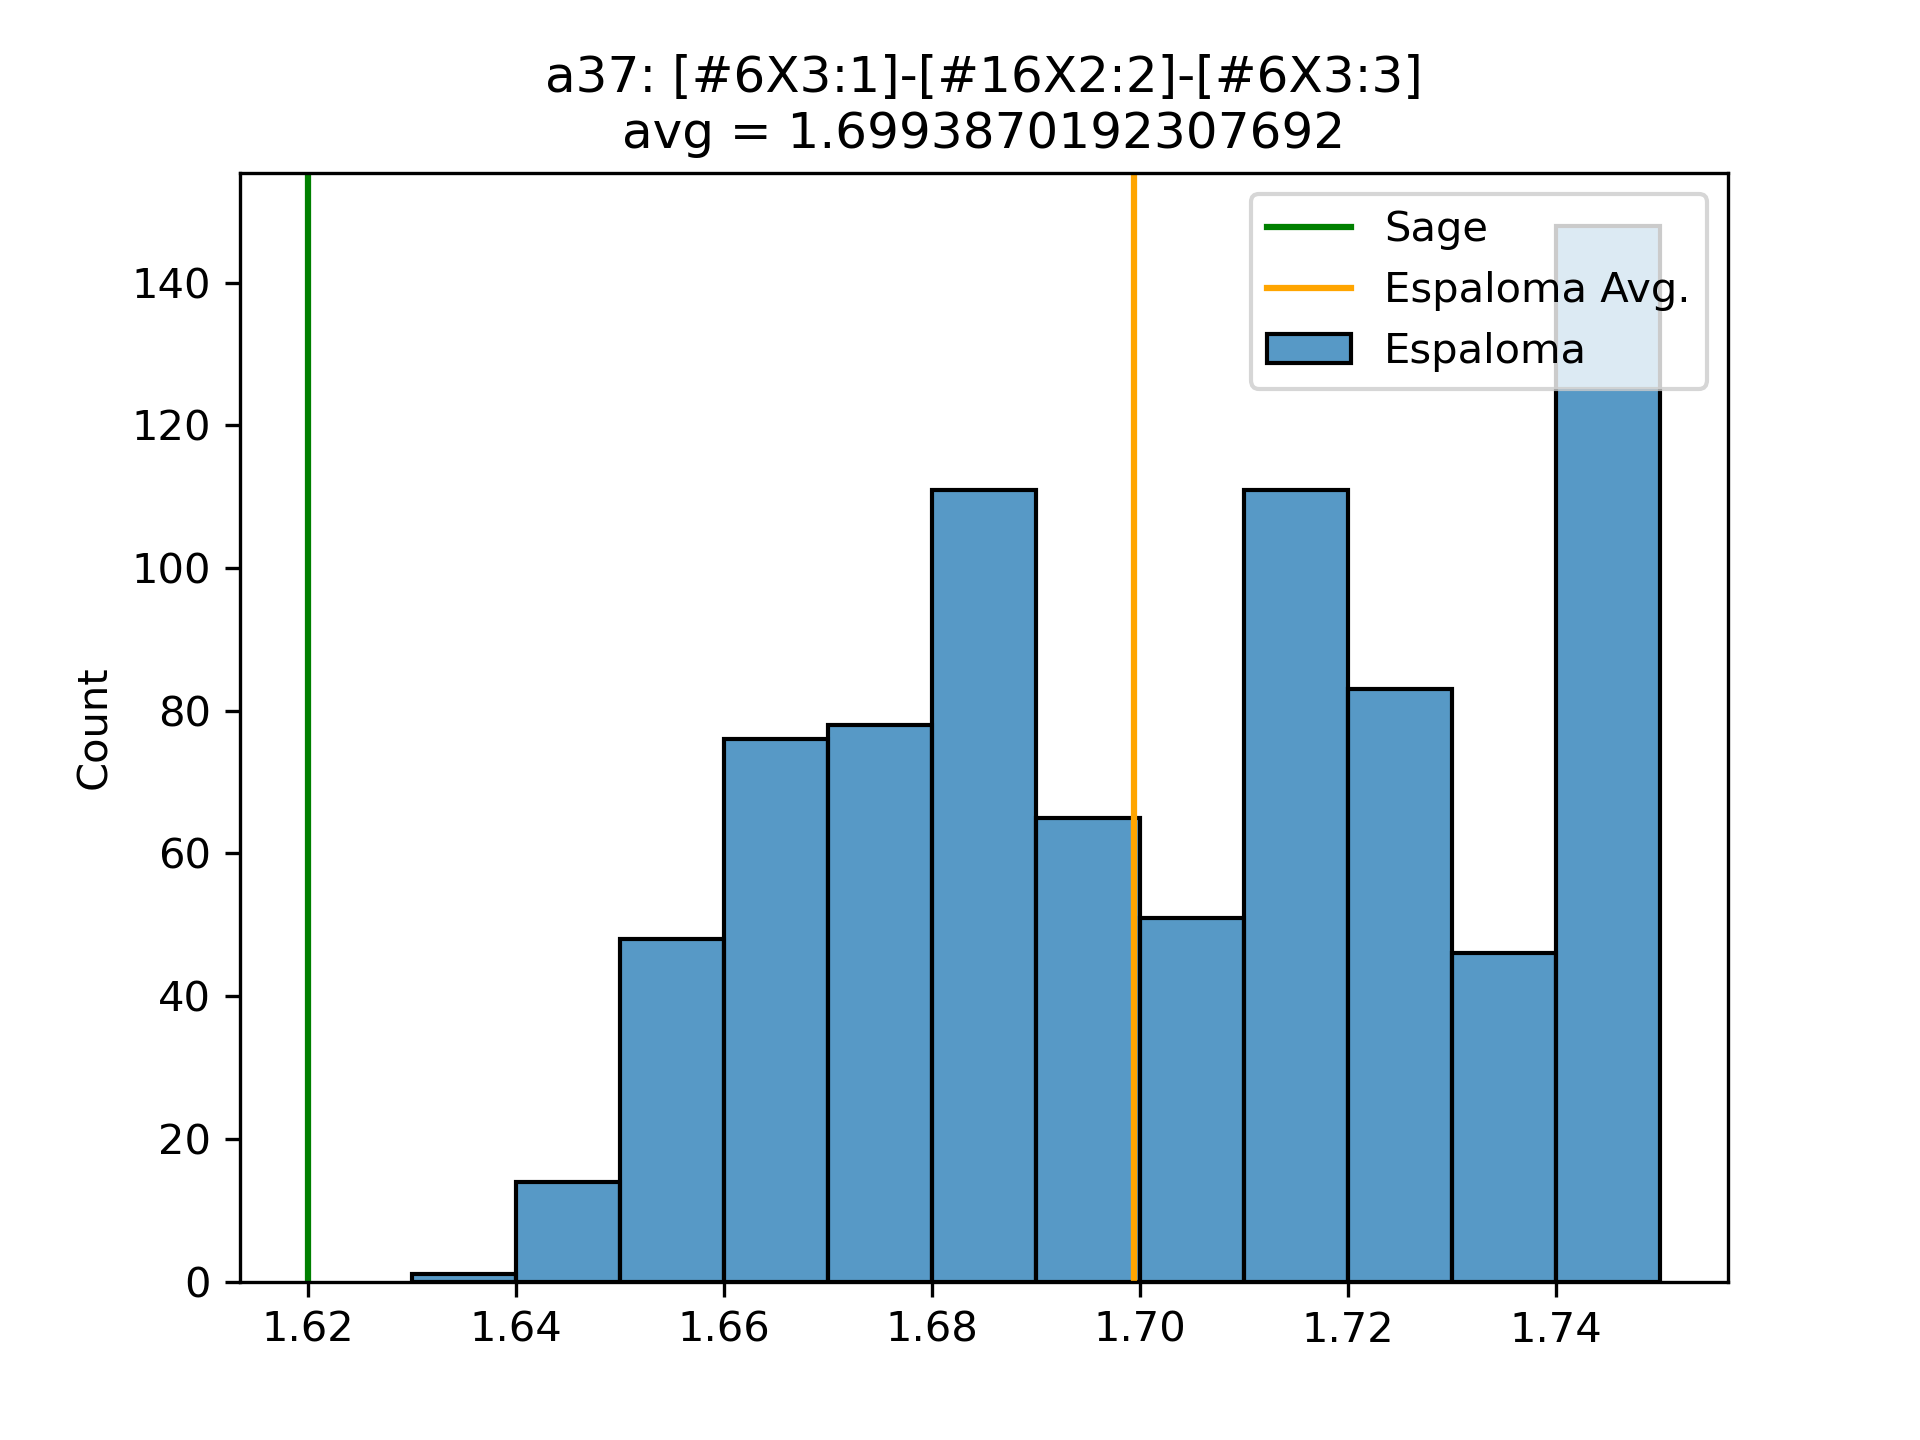 a37: [#6X3:1]-[#16X2:2]-[#6X3:3]
avg = 1.6993870192307692
Sage
Espaloma Avg.
Espaloma
Count
140
120
100
80
60
40
20
0
1.62 1.64 1.66 1.68 1.70 1.72 1.74